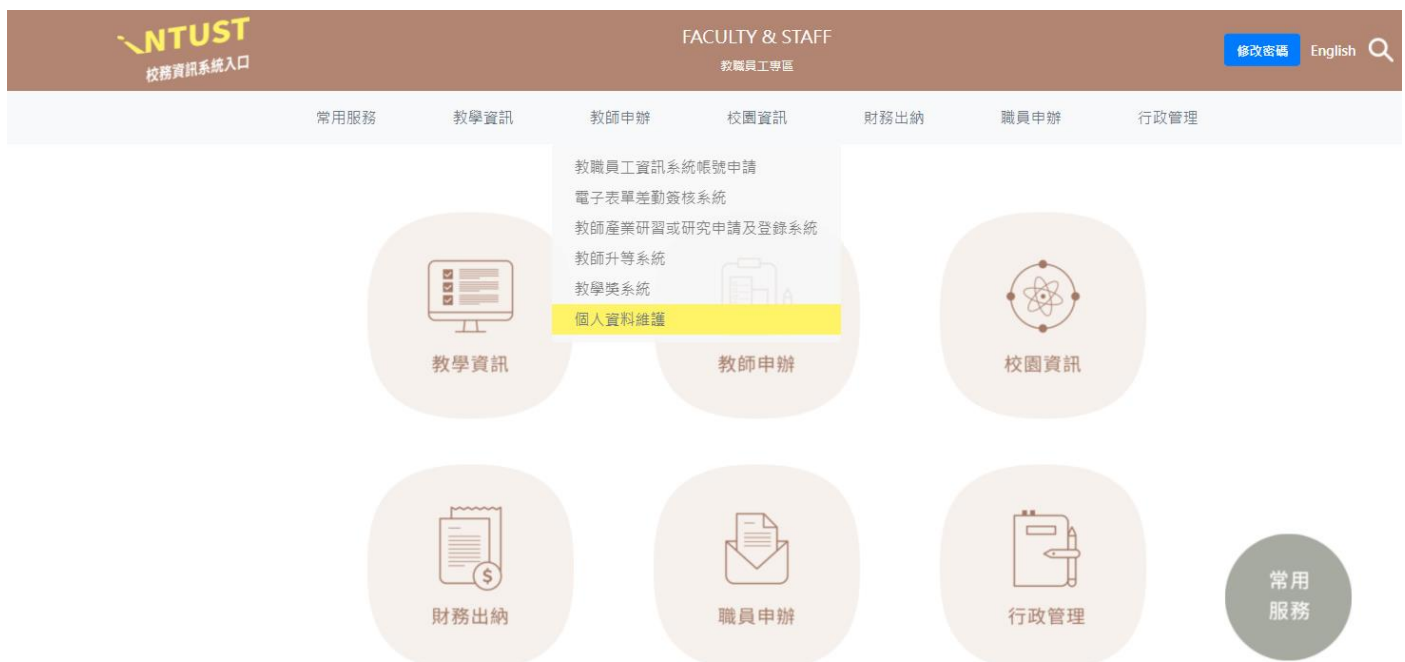 NTUST
校務資訊系統入口
FACULTY & STAFF
教職員工專區
修改密碼 English
常用服務 教學資訊 教師申辦 校園資訊 財務出納 職員申辦 行政管理
教職員工資訊系統帳號申請
電子表單差勤簽核系統
教師產業研習或研究申請及登錄系統
教師升等系統
教學獎系統
個人資料維護
教學資訊 教師申辦 校園資訊
財務出納 職員申辦 行政管理
常用
服務